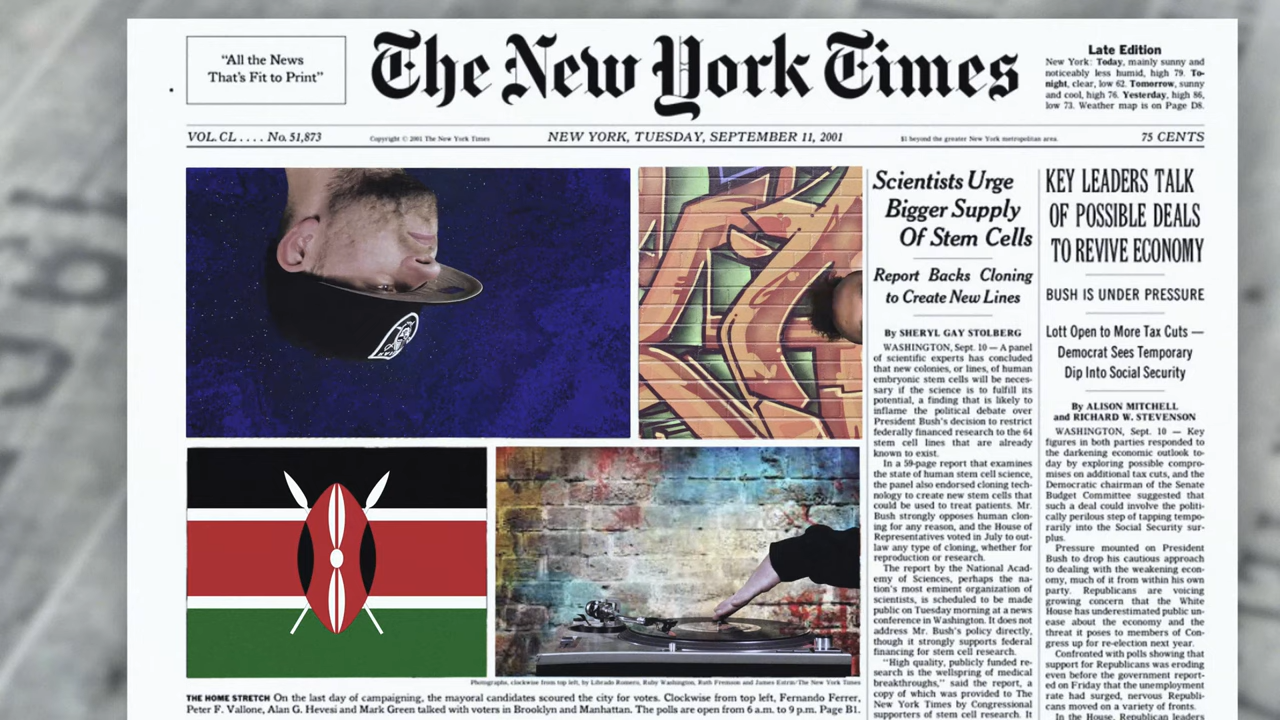 “All the News
That’s Fit to Print”
The New York Times
Late Edition
New York: Today, mainly sunny and
noticeably less humid, high 79. To-
night, clear, low 62. Tomorrow, sunny
and cool, high 76. Yesterday, high 86,
low 73. Weather map is on Page D8.
VOL. CL . . . . No. 51,873
Copyright © 2001 The New York Times
NEW YORK, TUESDAY, SEPTEMBER 11, 2001
$1 beyond the greater New York metropolitan area.
75 CENTS
Photographs, clockwise from top left, by Librado Romero, Ruby Washington, Ruth Fremson and James Estrin/The New York Times
THE HOME STRETCH On the last day of campaigning, the mayoral candidates scoured the city for votes. Clockwise from top left, Fernando Ferrer,
Peter F. Vallone, Alan G. Hevesi and Mark Green talked with voters in Brooklyn and Manhattan. The polls are open from 6 a.m. to 9 p.m. Page B1.
Scientists Urge
Bigger Supply
Of Stem Cells
Report Backs Cloning
to Create New Lines
By SHERYL GAY STOLBERG
WASHINGTON, Sept. 10 — A panel
of scientific experts has concluded
that new colonies, or lines, of human
embryonic stem cells will be neces-
sary if the science is to fulfill its
potential, a finding that is likely to
inflame the political debate over
President Bush's decision to restrict
federally financed research to the 64
stem cell lines that are already
known to exist.
In a 59-page report that examines
the state of human stem cell science,
the panel also endorsed cloning tech-
nology to create new stem cells that
could be used to treat patients. Mr.
Bush strongly opposes human clon-
ing for any reason, and the House of
Representatives voted in July to out-
law any type of cloning, whether for
reproduction or research.
The report by the National Acad-
emy of Sciences, perhaps the na-
tion's most eminent organization of
scientists, is scheduled to be made
public on Tuesday morning at a news
conference in Washington. It does not
address Mr. Bush's policy directly,
though it strongly supports federal
financing for stem cell research.
“High quality, publicly funded re-
search is the wellspring of medical
breakthroughs,” said the report, a
copy of which was provided to The
New York Times by Congressional
supporters of stem cell research. It
KEY LEADERS TALK
OF POSSIBLE DEALS
TO REVIVE ECONOMY
BUSH IS UNDER PRESSURE
Lott Open to More Tax Cuts —
Democrat Sees Temporary
Dip Into Social Security
By ALISON MITCHELL
and RICHARD W. STEVENSON
WASHINGTON, Sept. 10 — Key
figures in both parties responded to
the darkening economic outlook to-
day by exploring possible compro-
mises on additional tax cuts, and the
Democratic chairman of the Senate
Budget Committee suggested that
such a deal could involve the politi-
cally perilous step of tapping tempo-
rarily into the Social Security sur-
plus.
Pressure mounted on President
Bush to drop his cautious approach
to dealing with the weakening econ-
omy, much of it from within his own
party. Republicans are voicing
growing concern that the White
House has underestimated public un-
ease about the economy and the
threat it poses to members of Con-
gress up for re-election next year.
Confronted with polls showing that
support for Republicans was eroding
even before the government report-
ed on Friday that the unemployment
rate had surged, nervous Republi-
cans moved on a variety of fronts.
In the House, Republican leaders